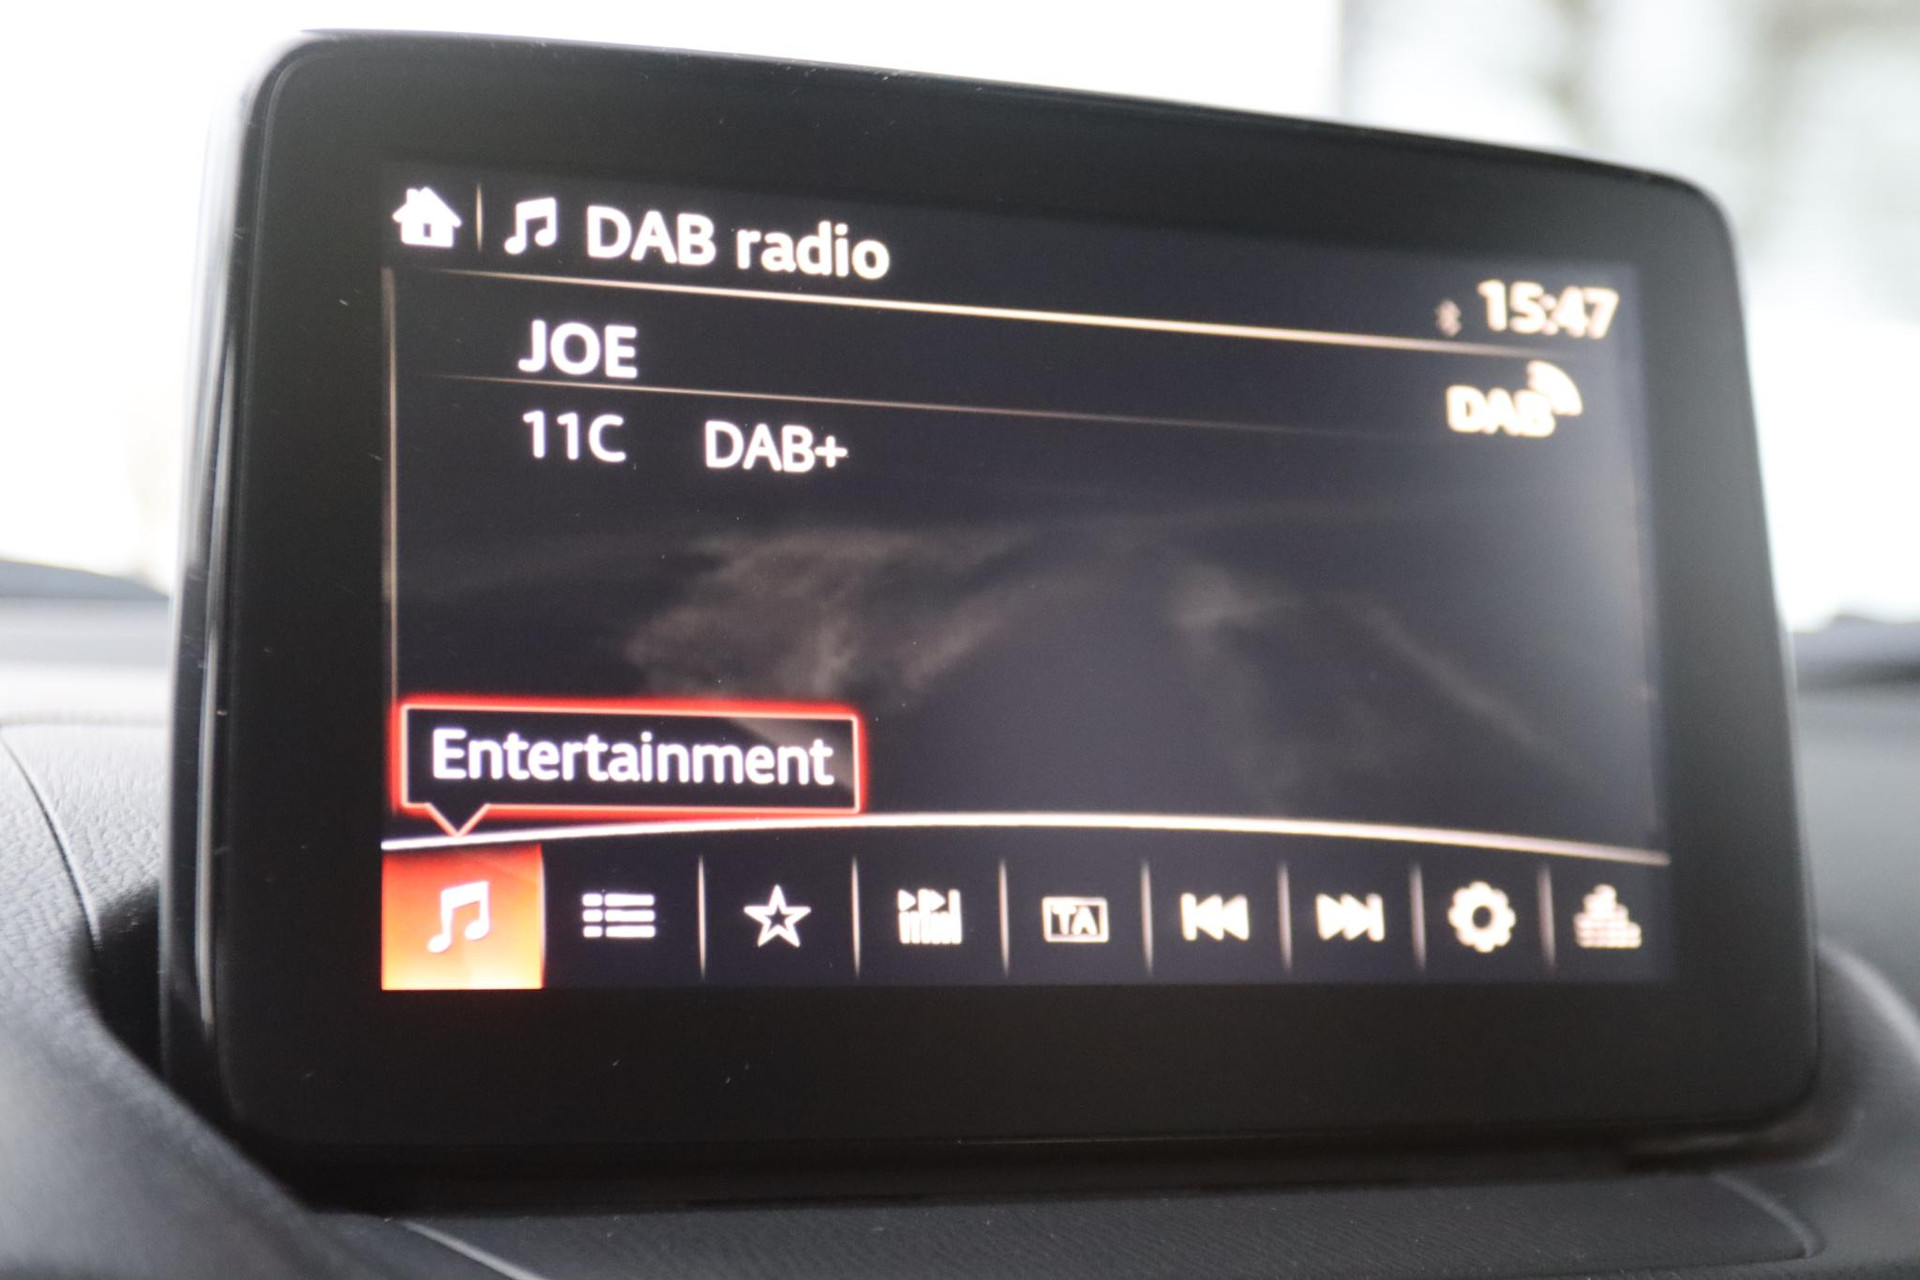 DAB radio
15:47
JOE
DAB
11C DAB+
Entertainment
TA